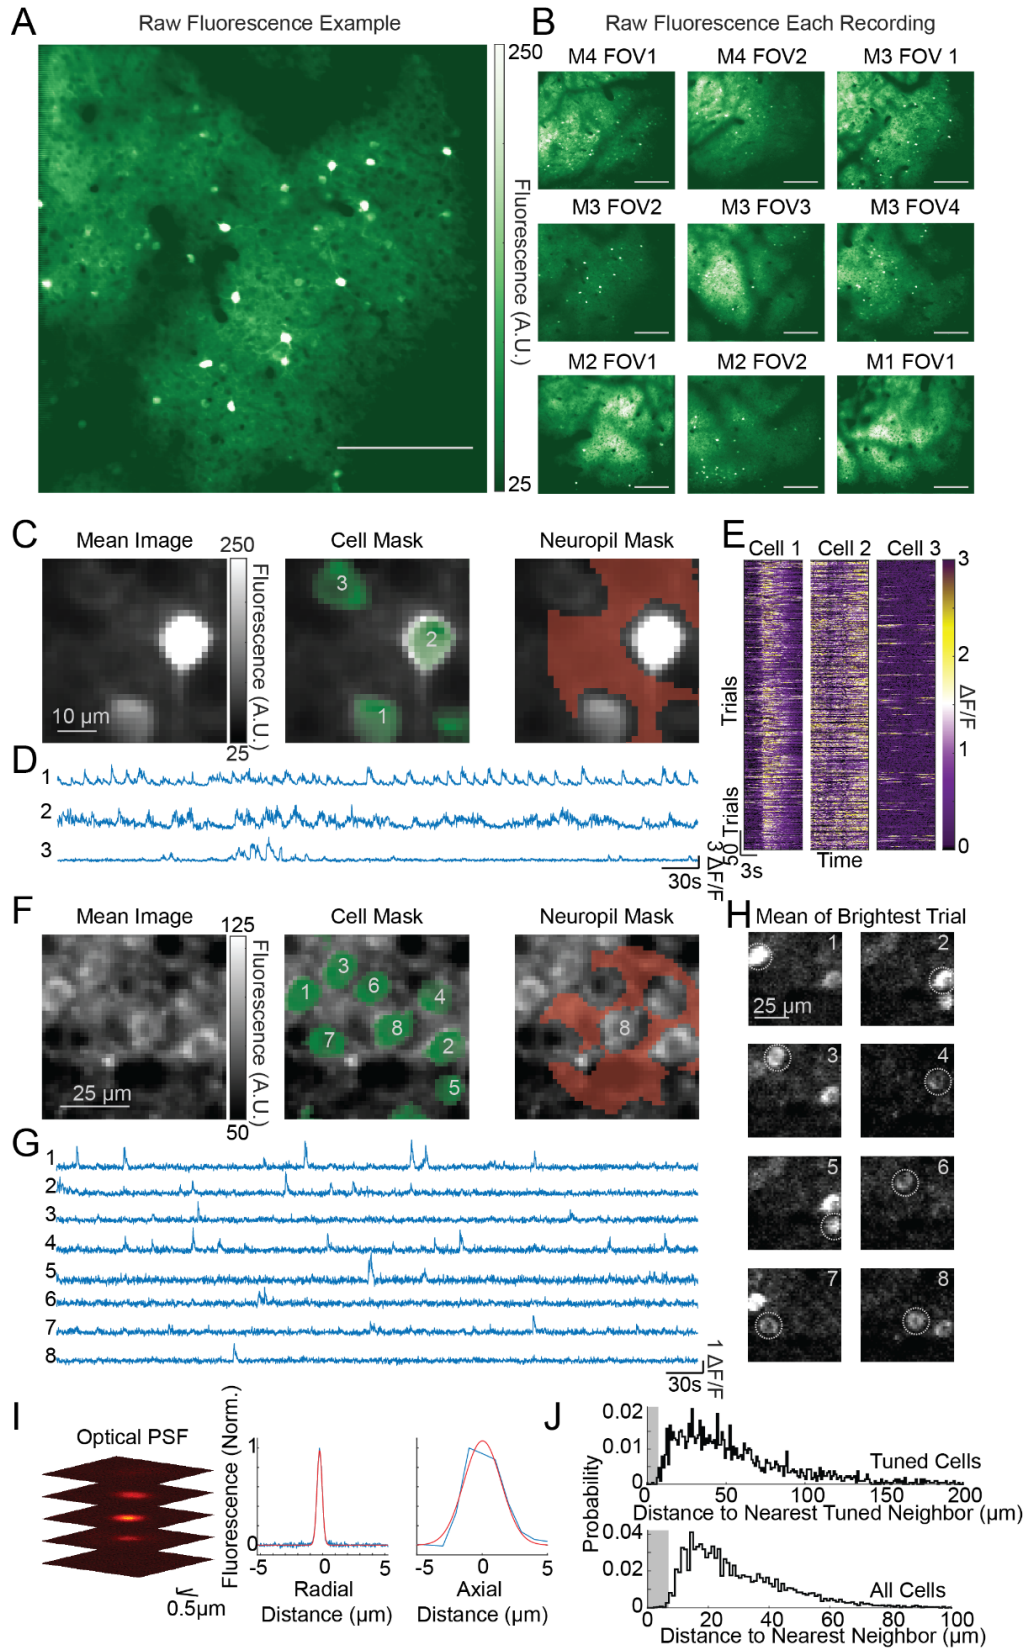 A
Raw Fluorescence Example
250
Fluorescence (A.U.)
25
B
Raw Fluorescence Each Recording
M4 FOV1
M4 FOV2
M3 FOV 1
M3 FOV2
M3 FOV3
M3 FOV4
M2 FOV1
M2 FOV2
M1 FOV1
C
Mean Image
250
Fluorescence (A.U.)
25
10 µm
Cell Mask
3
2
1
Neuropil Mask
D
1
2
3
30s
3 ΔF/F
E
Cell 1
Cell 2
Cell 3
Trials
50 Trials
3s
Time
3
2
1
0
ΔF/F
F
Mean Image
125
Fluorescence (A.U.)
50
25 µm
Cell Mask
3
1
6
4
7
8
2
5
Neuropil Mask
8
G
1
2
3
4
5
6
7
8
30s
1 ΔF/F
H
Mean of Brightest Trial
1
25 µm
2
3
4
5
6
7
8
I
Optical PSF
0.5µm
Fluorescence (Norm.)
1
0
-5
5
Radial
Distance (µm)
-5
0
5
Axial
Distance (µm)
J
Probability
0.02
0.01
0
Tuned Cells
0
50
100
150
200
Distance to Nearest Tuned Neighbor (µm)
0.04
0.02
0
All Cells
0
20
40
60
80
100
Distance to Nearest Neighbor (µm)